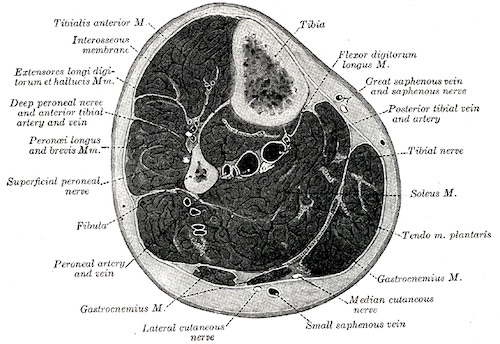 Tibialis anterior M.
Interosseous
membrane
Extensores longi digi-
torum et hallucis Mm.
Deep peroneal nerve
and anterior tibial
artery and vein
Peronæi longus
and brevis Mm.
Superficial peroneal
nerve
Fibula
Peroneal artery
and vein
Gastrocnemius M.
Lateral cutaneous
nerve
Tibia
Flexor digitorum
longus M.
Great saphenous vein
and saphenous nerve
Posterior tibial vein
and artery
Tibial nerve
Soleus M.
Tendo m. plantaris
Gastrocnemius M.
Median cutaneous
nerve
Small saphenous vein